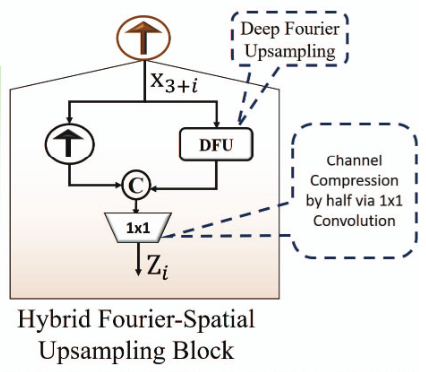 Deep Fourier
Upsampling
X3+i
DFU
C
Channel
Compression
by half via 1x1
Convolution
1x1
Zi
Hybrid Fourier-Spatial
Upsampling Block